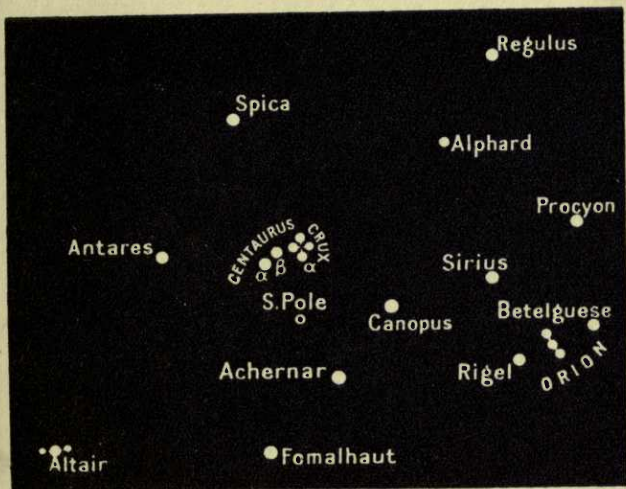 Regulus
Spica
Alphard
Procyon
CENTAURUS
CRUX
Antares
α
β
α
Sirius
S.Pole
Canopus
Betelguese
Achernar
Rigel
ORION
Altair
Fomalhaut